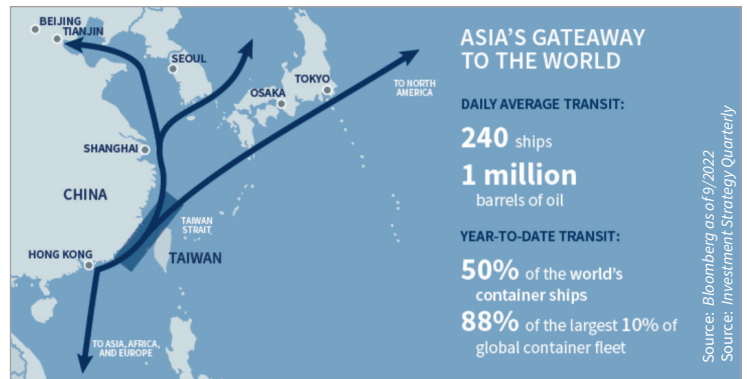 BEIJING
TIANJIN
SEOUL
TOKYO
OSAKA
TO NORTH
AMERICA
SHANGHAI
CHINA
TAIWAN
STRAIT
HONG KONG
TAIWAN
TO ASIA, AFRICA,
AND EUROPE
ASIA'S GATEAWAY
TO THE WORLD
DAILY AVERAGE TRANSIT:
240 ships
1 million
barrels of oil
YEAR-TO-DATE TRANSIT:
50% of the world's
container ships
88% of the largest 10% of
global container fleet
Source: Bloomberg as of 9/2022
Source: Investment Strategy Quarterly